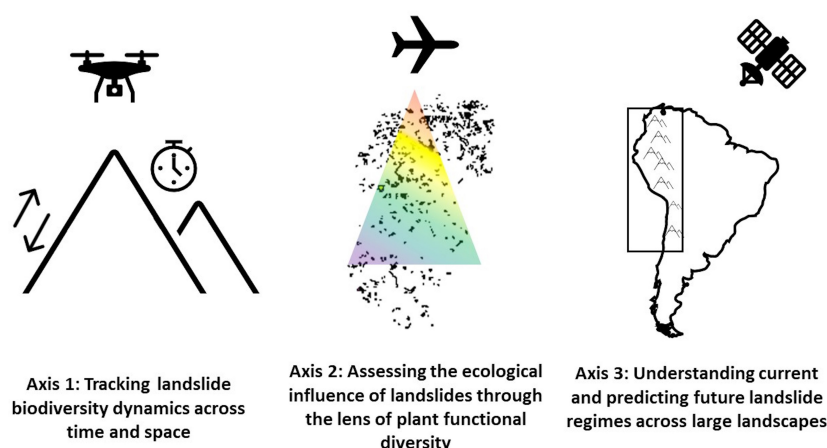 Axis 1: Tracking landslide
biodiversity dynamics across
time and space
Axis 2: Assessing the ecological
influence of landslides through
the lens of plant functional
diversity
Axis 3: Understanding current
and predicting future landslide
regimes across large landscapes